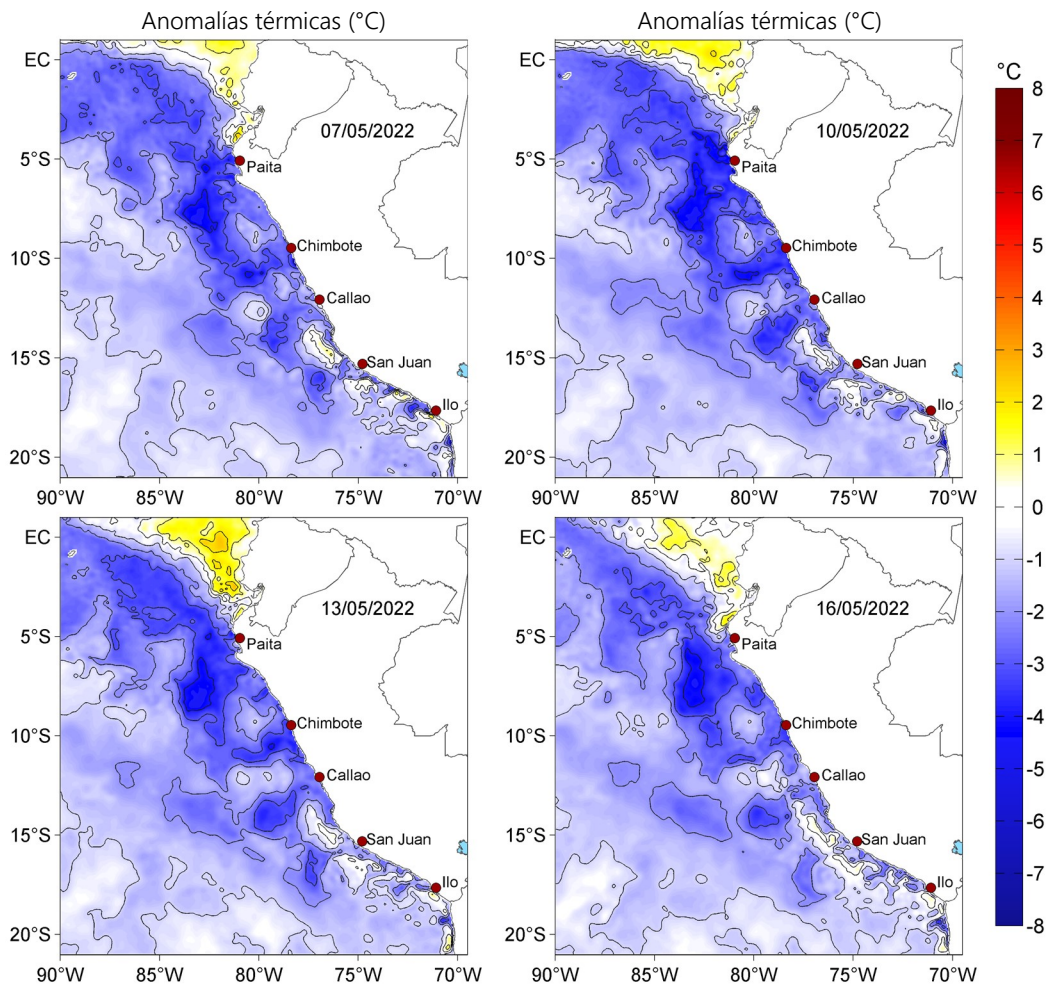 Anomalías térmicas (°C)
Anomalías térmicas (°C)
EC
5°S
10°S
15°S
20°S
90°W
85°W
80°W
75°W
70°W
07/05/2022
Paita
Chimbote
Callao
San Juan
Ilo
EC
5°S
10°S
15°S
20°S
90°W
85°W
80°W
75°W
70°W
10/05/2022
Paita
Chimbote
Callao
San Juan
Ilo
°C
8
7
6
5
4
3
2
1
0
-1
-2
-3
-4
-5
-6
-7
-8
EC
5°S
10°S
15°S
20°S
90°W
85°W
80°W
75°W
70°W
13/05/2022
Paita
Chimbote
Callao
San Juan
Ilo
EC
5°S
10°S
15°S
20°S
90°W
85°W
80°W
75°W
70°W
16/05/2022
Paita
Chimbote
Callao
San Juan
Ilo